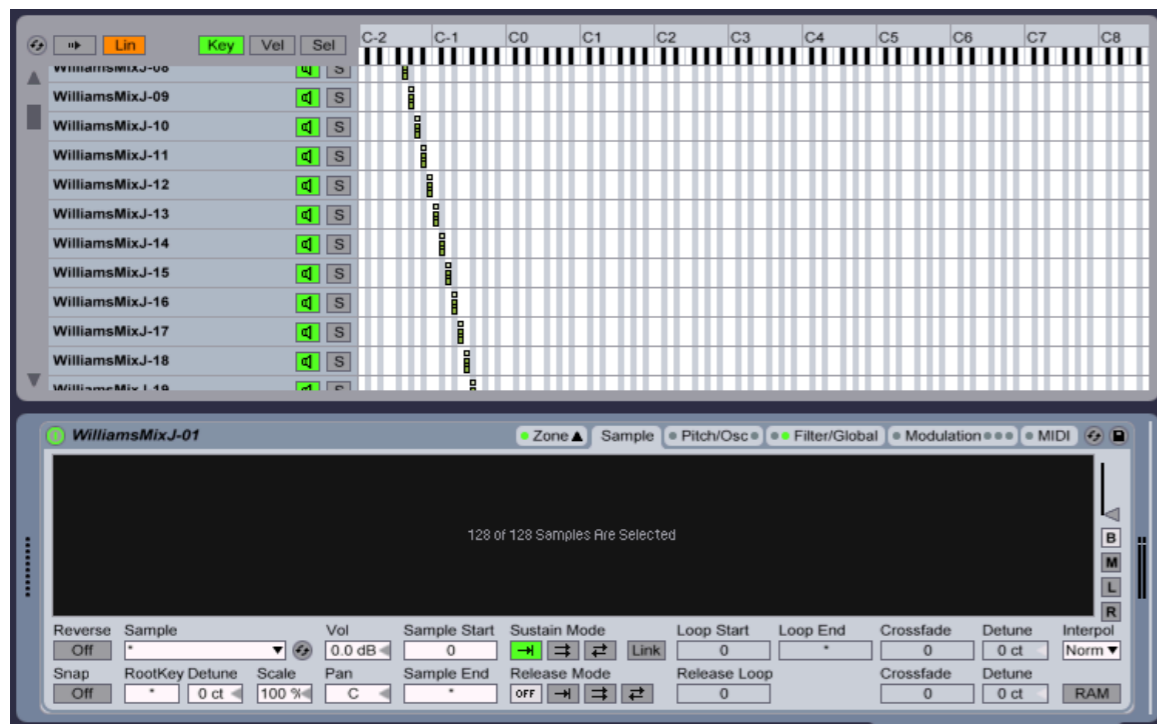 Lin Key Vel Sel C-2 C-1 C0 C1 C2 C3 C4 C5 C6 C7 C8
WilliamsMixJ-08 S
WilliamsMixJ-09 S
WilliamsMixJ-10 S
WilliamsMixJ-11 S
WilliamsMixJ-12 S
WilliamsMixJ-13 S
WilliamsMixJ-14 S
WilliamsMixJ-15 S
WilliamsMixJ-16 S
WilliamsMixJ-17 S
WilliamsMixJ-18 S
WilliamsMixJ-19 S
WilliamsMixJ-01 Zone Sample Pitch/Osc Filter/Global Modulation MIDI
128 of 128 Samples Are Selected
B
M
L
R
Reverse Sample Vol Sample Start Sustain Mode Loop Start Loop End Crossfade Detune Interpol
Off * 0.0 dB 0 Link 0 * 0 0 ct Norm
Snap RootKey Detune Scale Pan Sample End Release Mode Release Loop Crossfade Detune
Off * 0 ct 100 % C * OFF 0 0 0 ct RAM